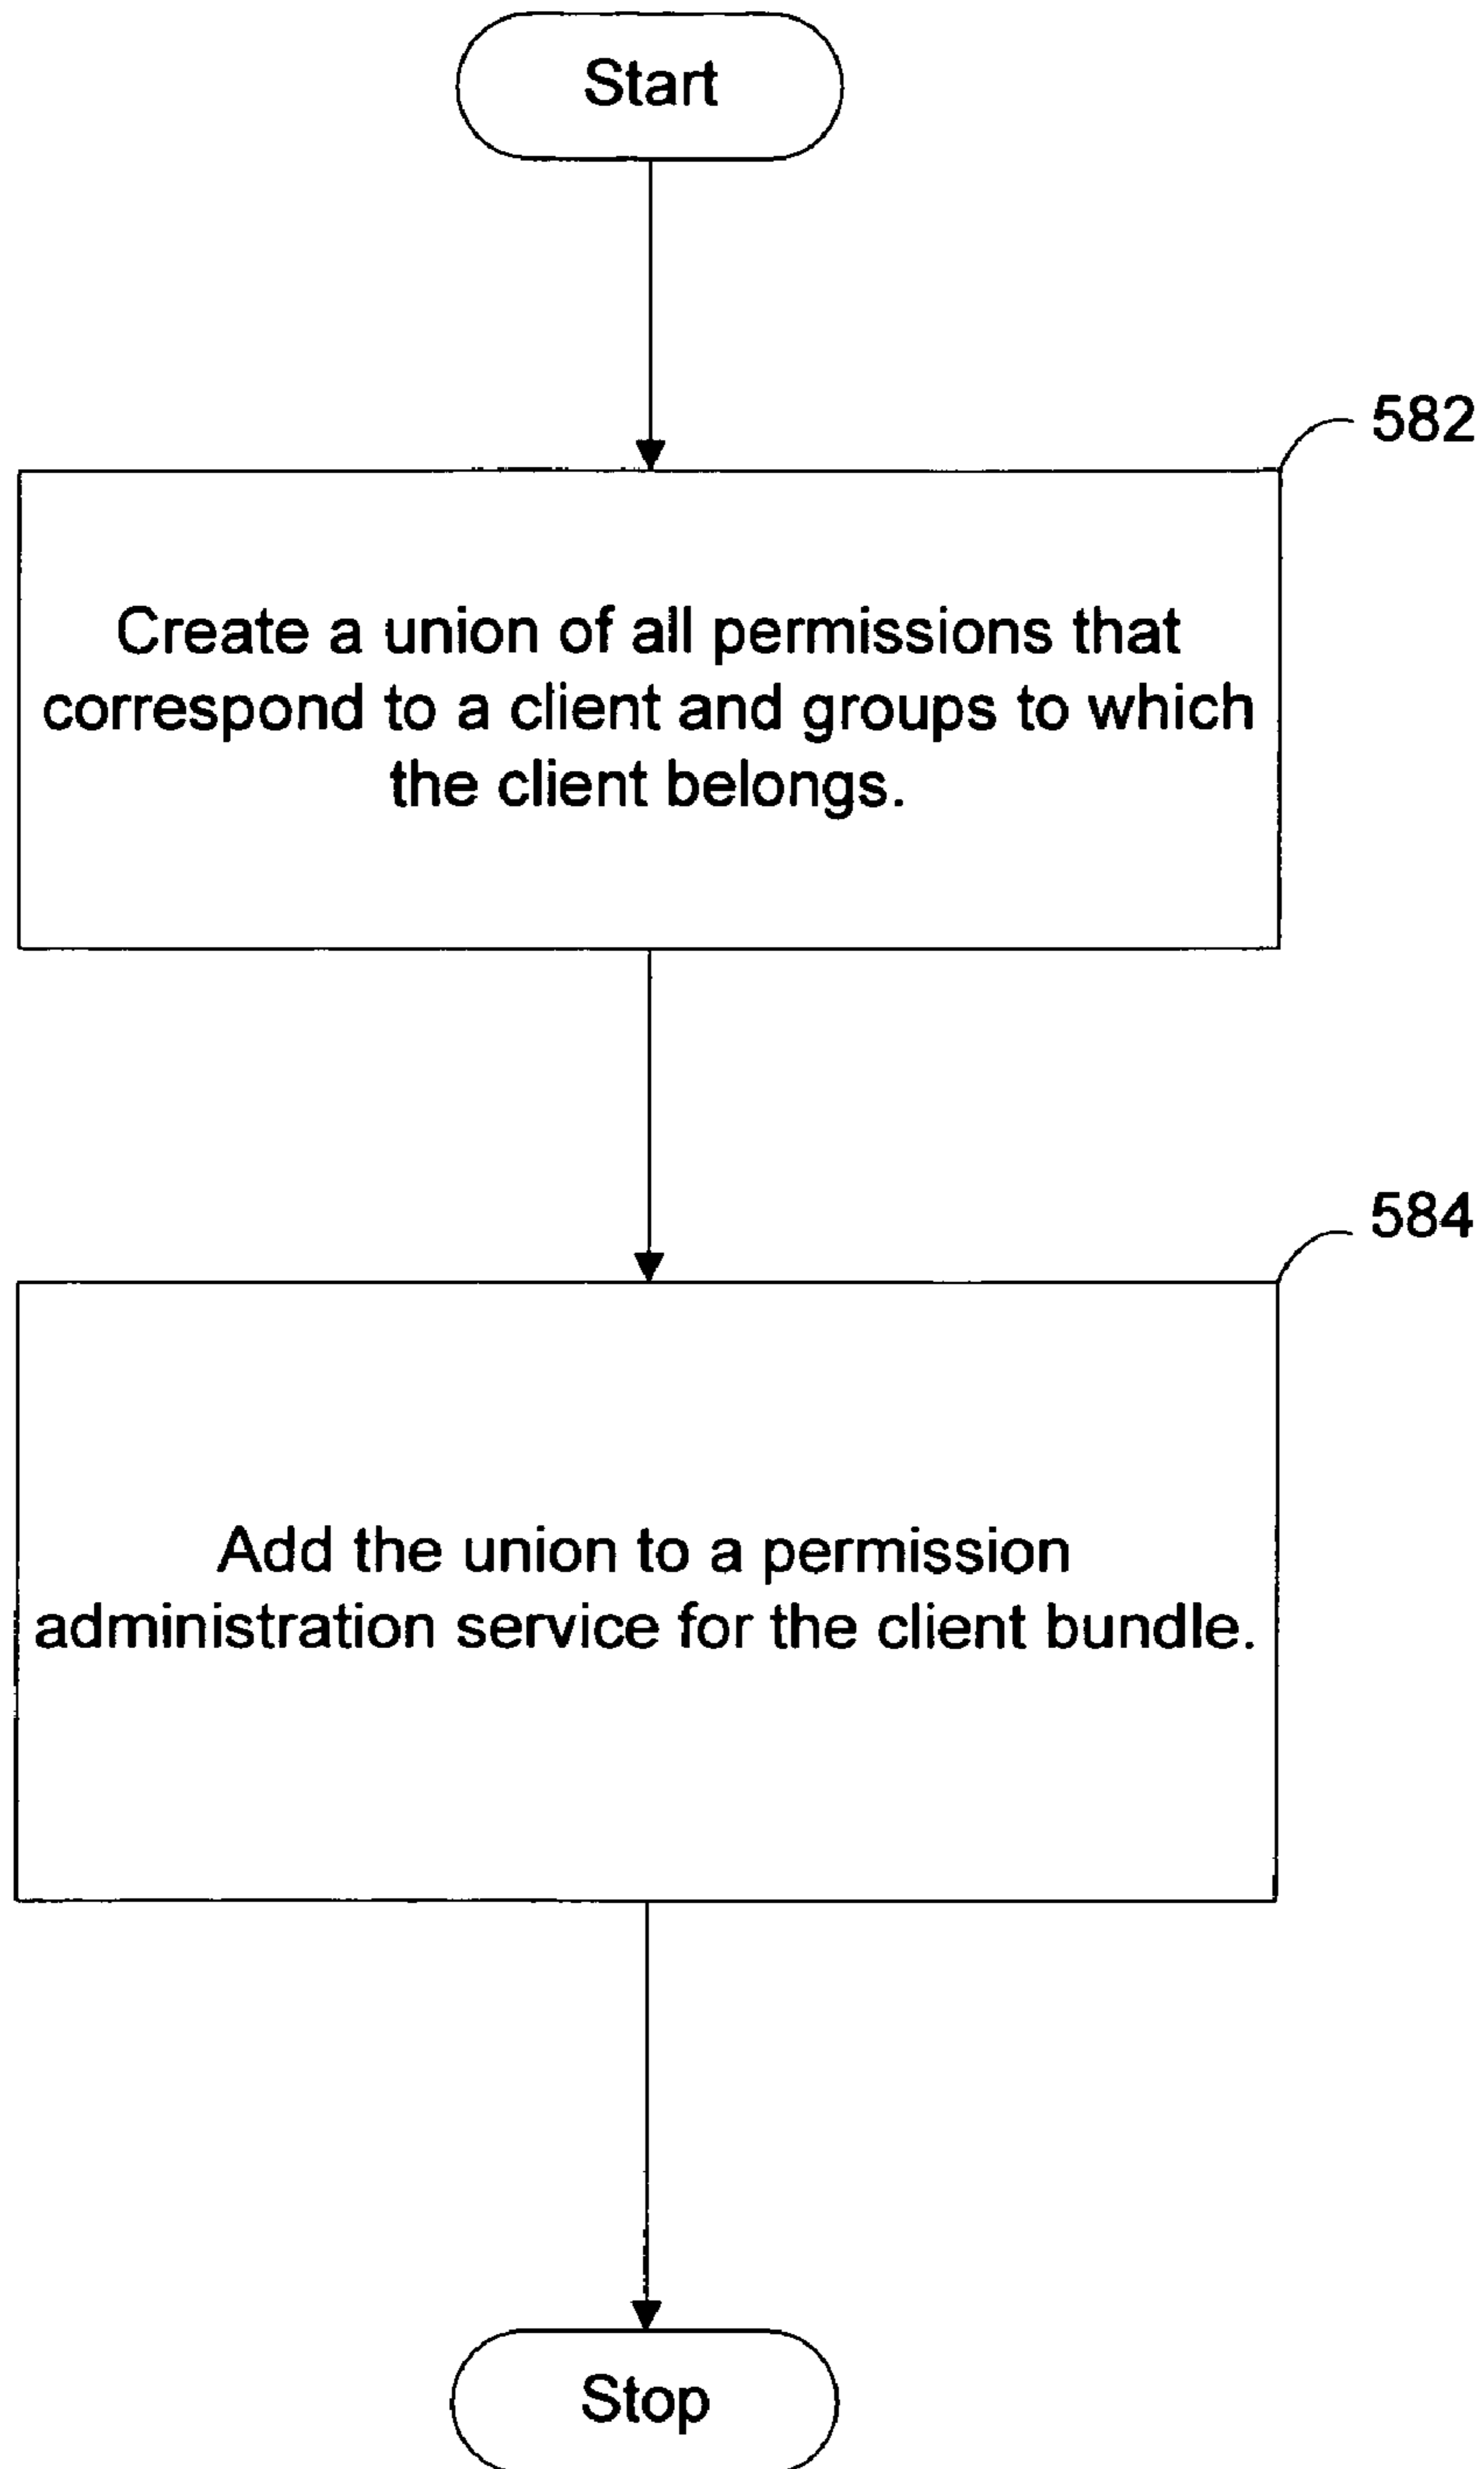 Start
582
Create a union of all permissions that
correspond to a client and groups to which
the client belongs.
584
Add the union to a permission
administration service for the client bundle.
Stop